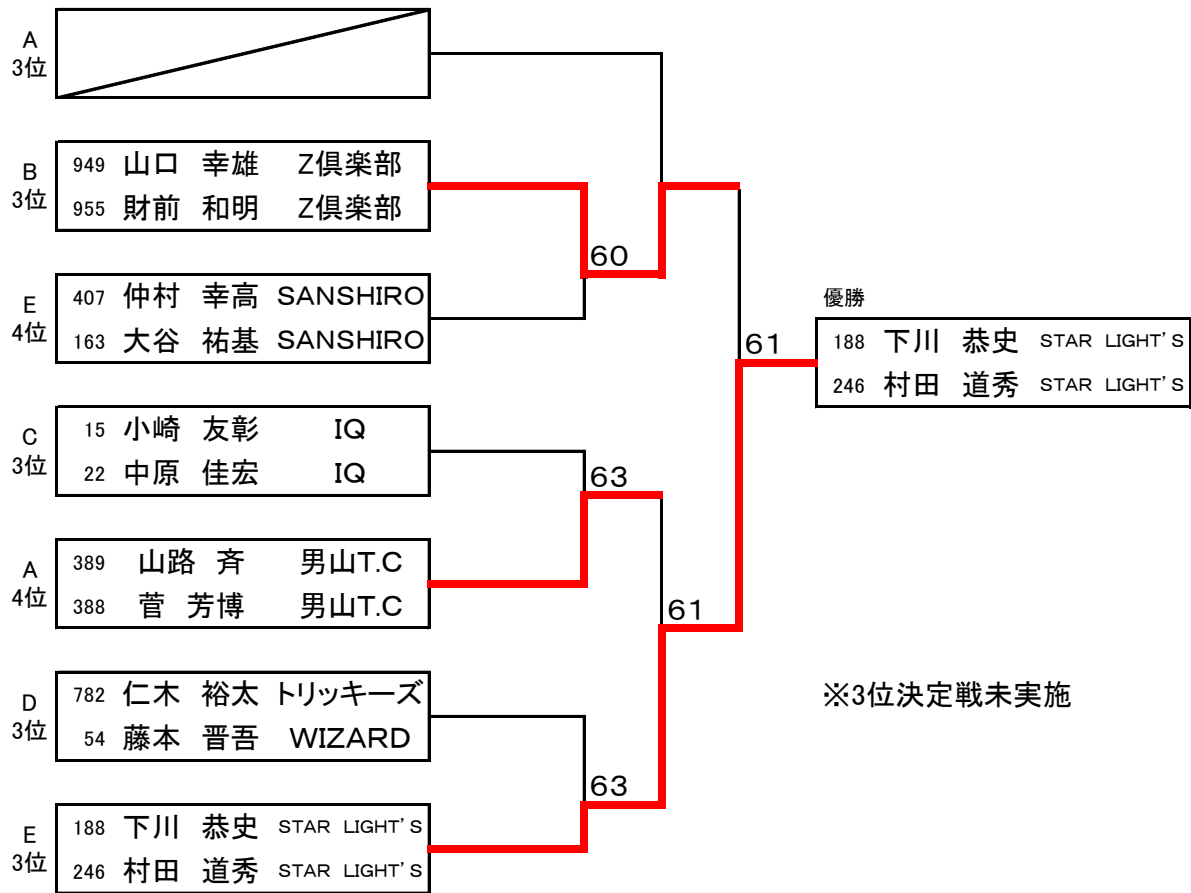 A
3位
B
3位
949 山口 幸雄 Z倶楽部
955 財前 和明 Z倶楽部
60
E
4位
407 仲村 幸高 SANSHIRO
163 大谷 祐基 SANSHIRO
優勝
188 下川 恭史 STAR LIGHT'S
246 村田 道秀 STAR LIGHT'S
61
C
3位
15 小崎 友彰 IQ
22 中原 佳宏 IQ
63
A
4位
389 山路 斉 男山T.C
388 菅 芳博 男山T.C
61
D
3位
782 仁木 裕太 トリッキーズ
54 藤本 晋吾 WIZARD
※3位決定戦未実施
63
E
3位
188 下川 恭史 STAR LIGHT'S
246 村田 道秀 STAR LIGHT'S